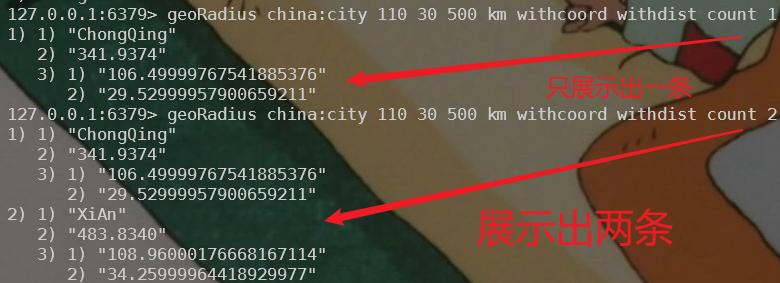 127.0.0.1:6379> geoRadius china:city 110 30 500 km withcoord withdist count 1
1) 1) "ChongQing"
2) "341.9374"
3) 1) "106.49999767541885376"
2) "29.52999957900659211"
只展示出一条
127.0.0.1:6379> geoRadius china:city 110 30 500 km withcoord withdist count 2
1) 1) "ChongQing"
2) "341.9374"
3) 1) "106.49999767541885376"
2) "29.52999957900659211"
2) 1) "XiAn"
2) "483.8340"
展示出两条
3) 1) "108.96000176668167114"
2) "34.25999964418929977"